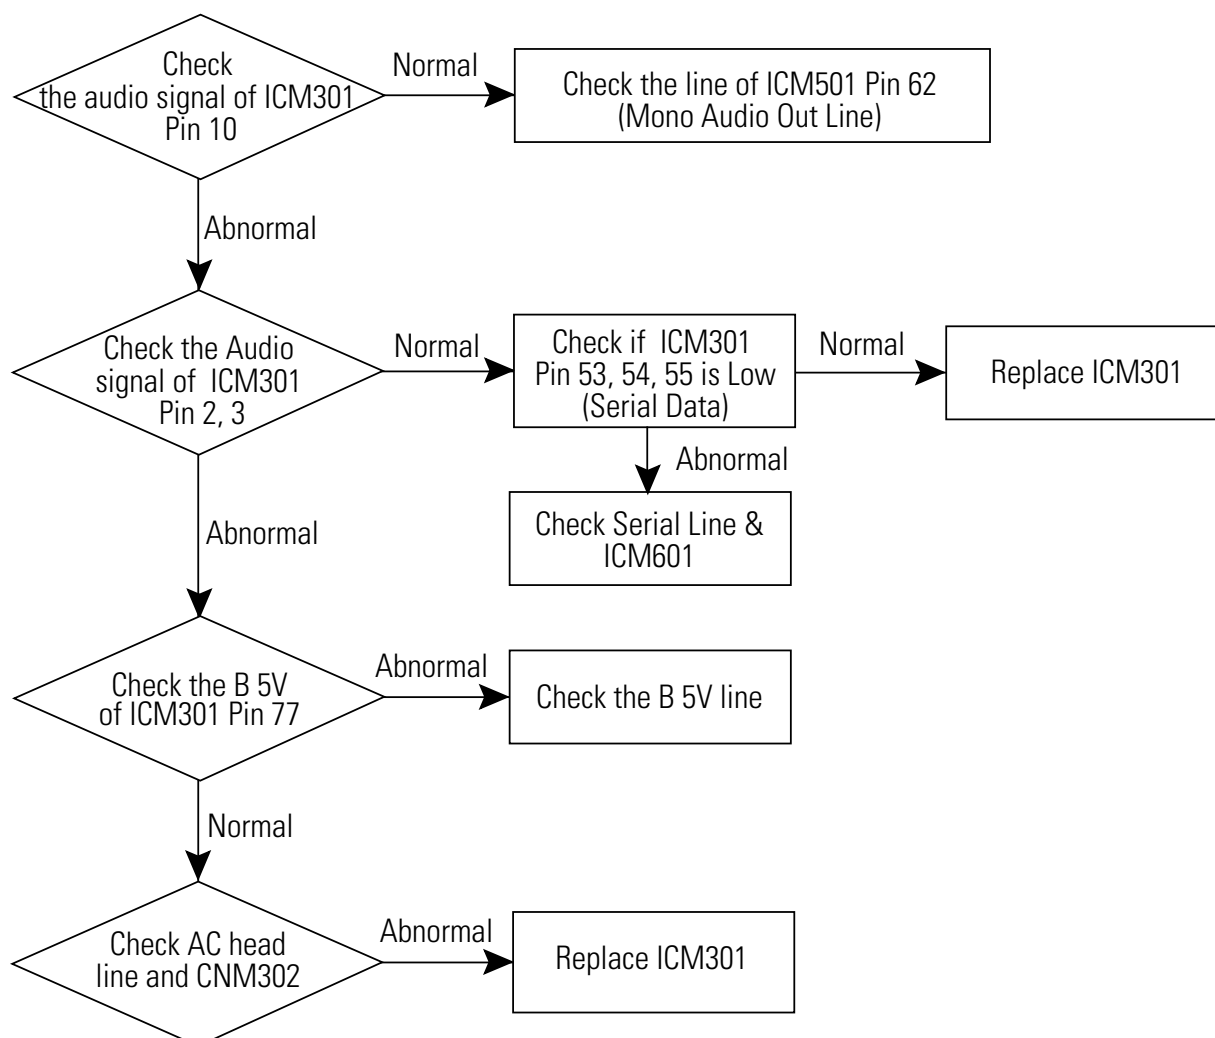 Check
the audio signal of ICM301
Pin 10
Normal
Check the line of ICM501 Pin 62
(Mono Audio Out Line)
Abnormal
Check the Audio
signal of ICM301
Pin 2, 3
Normal
Check if ICM301
Pin 53, 54, 55 is Low
(Serial Data)
Normal
Replace ICM301
Abnormal
Check Serial Line &
ICM601
Abnormal
Check the B 5V
of ICM301 Pin 77
Abnormal
Check the B 5V line
Normal
Check AC head
line and CNM302
Abnormal
Replace ICM301